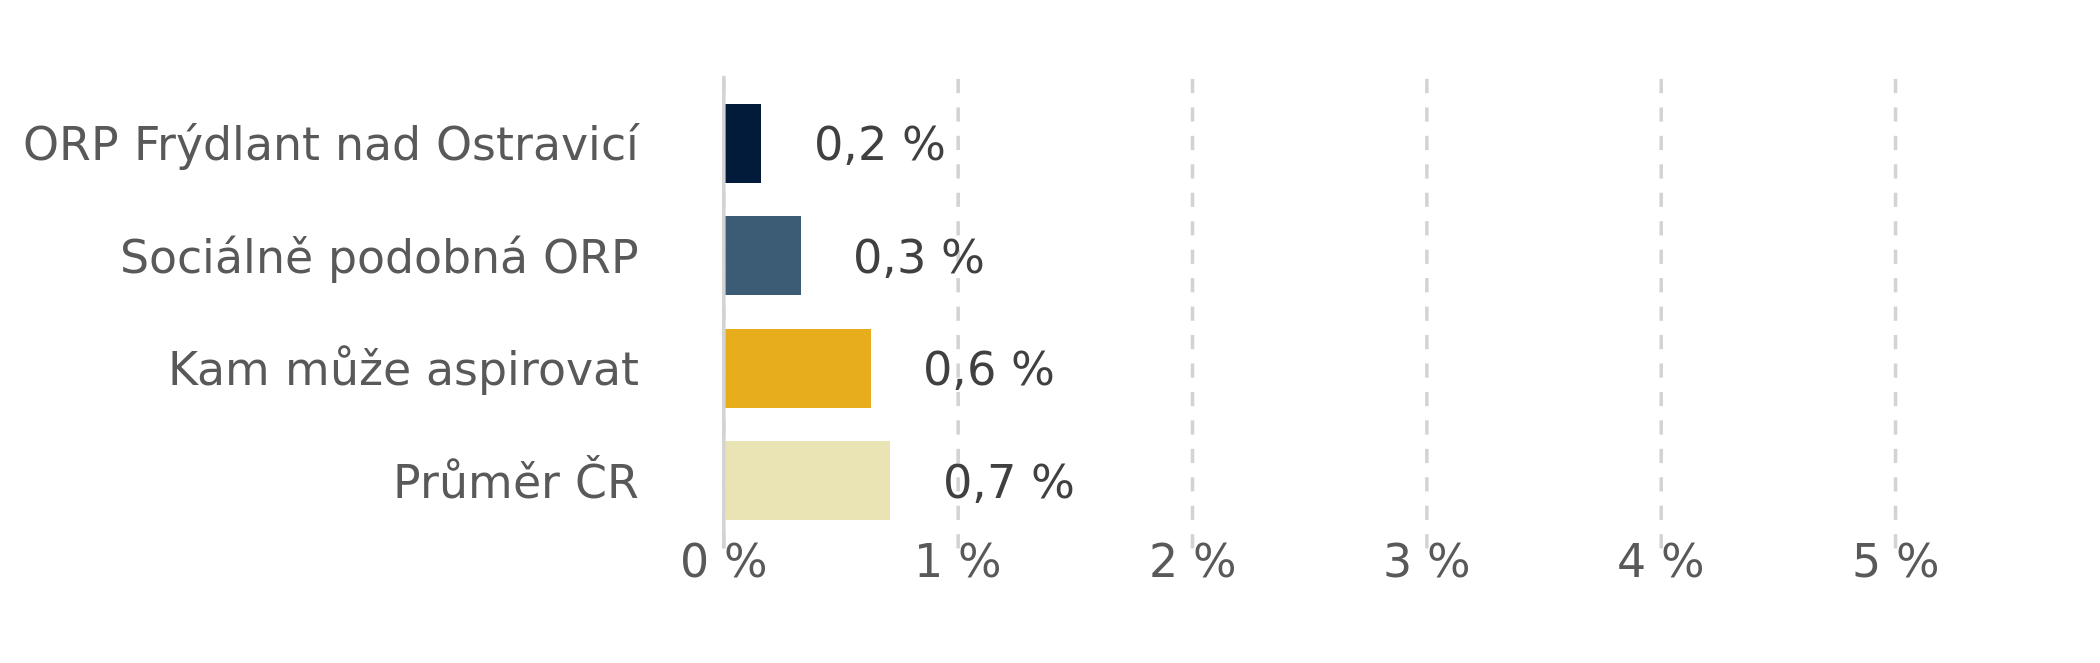 ORP Frýdlant nad Ostravicí 0,2 %
Sociálně podobná ORP 0,3 %
Kam může aspirovat 0,6 %
Průměr ČR 0,7 %
0 % 1 % 2 % 3 % 4 % 5 %